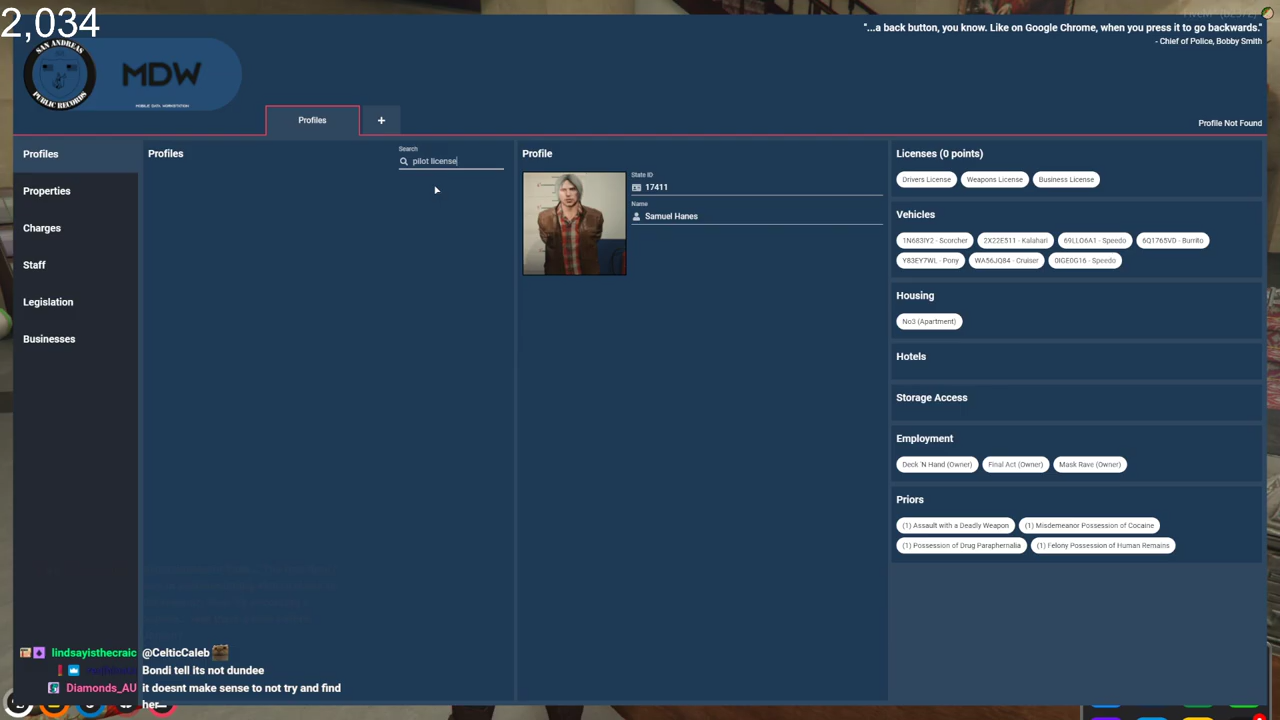 2,034
"...a back button, you know. Like on Google Chrome, when you press it to go backwards."
- Chief of Police, Bobby Smith
SAN ANDREAS
PUBLIC RECORDS
MDW
MOBILE DATA WORKSTATION
Profiles
+
Profile Not Found
Profiles
Properties
Charges
Staff
Legislation
Businesses
Profiles
Search
pilot license
Profile
State ID
17411
Name
Samuel Hanes
Licenses (0 points)
Drivers License Weapons License Business License
Vehicles
1N683IY2 - Scorcher 2X22E511 - Kalahari 69LLO6A1 - Speedo 6Q1765VD - Burrito
Y83EY7WL - Pony WA56JQ84 - Cruiser 0IGE0G16 - Speedo
Housing
No3 (Apartment)
Hotels
Storage Access
Employment
Deck 'N Hand (Owner) Final Act (Owner) Mask Rave (Owner)
Priors
(1) Assault with a Deadly Weapon (1) Misdemeanor Possession of Cocaine
(1) Possession of Drug Paraphernalia (1) Felony Possession of Human Remains
lindsayisthecraic @CelticCaleb
Bondi tell its not dundee
Diamonds_AU it doesnt make sense to not try and find
her